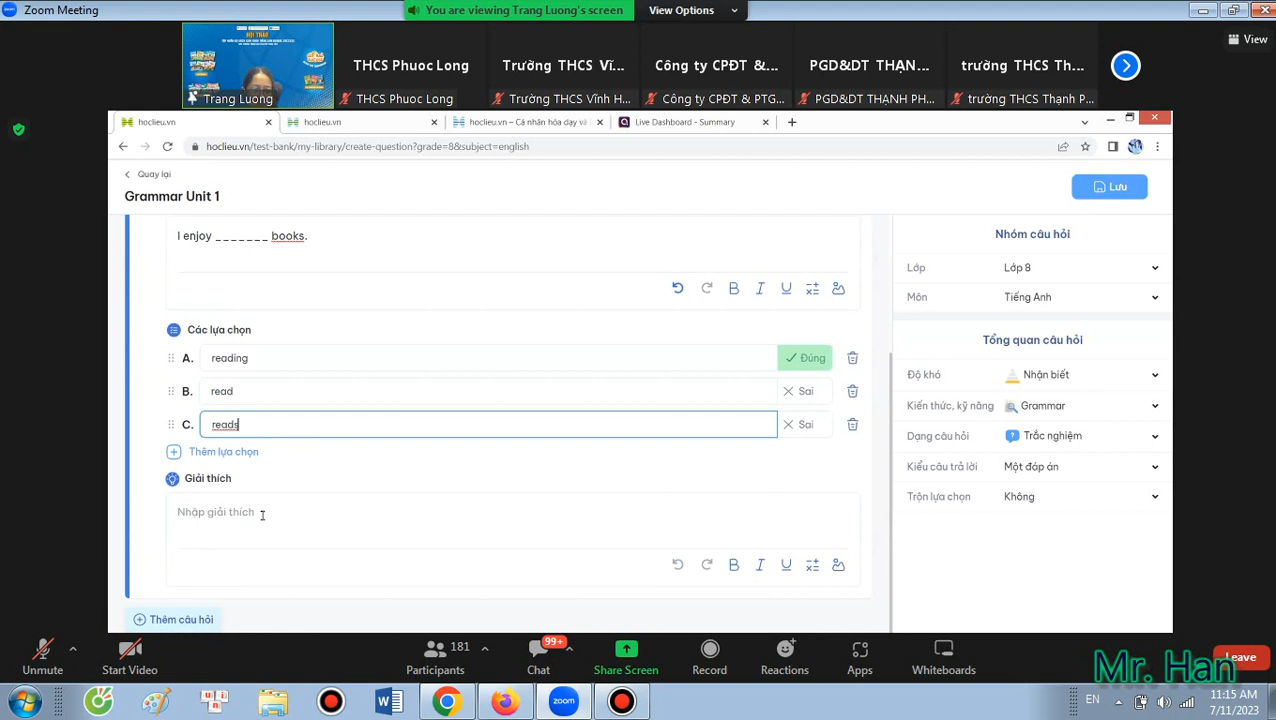 Zoom Meeting
You are viewing Trang Luong's screen
View Options
View
HỘI THẢO
Trang Luong
THCS Phuoc Long
THCS Phuoc Long
Trường THCS Vĩ...
Trường THCS Vĩnh H...
Công ty CPĐT &...
Công ty CPĐT & PTG...
PGD&DT THẠN...
PGD&DT THẠNH PH...
trường THCS Th...
trường THCS Thạnh P...
hoclieu.vn
hoclieu.vn
hoclieu.vn – Cá nhân hóa dạy và
Live Dashboard - Summary
hoclieu.vn/test-bank/my-library/create-question?grade=8&subject=english
Quay lại
Grammar Unit 1
Lưu
I enjoy _ _ _ _ _ _ _ books.
Các lựa chọn
A. reading Đúng
B. read Sai
C. reads Sai
Thêm lựa chọn
Giải thích
Nhập giải thích
Thêm câu hỏi
Nhóm câu hỏi
Lớp Lớp 8
Môn Tiếng Anh
Tổng quan câu hỏi
Độ khó Nhận biết
Kiến thức, kỹ năng Grammar
Dạng câu hỏi Trắc nghiệm
Kiểu câu trả lời Một đáp án
Trộn lựa chọn Không
Unmute
Start Video
181
Participants
99+
Chat
Share Screen
Record
Reactions
Apps
Whiteboards
Leave
Mr. Han
EN
11:15 AM
7/11/2023